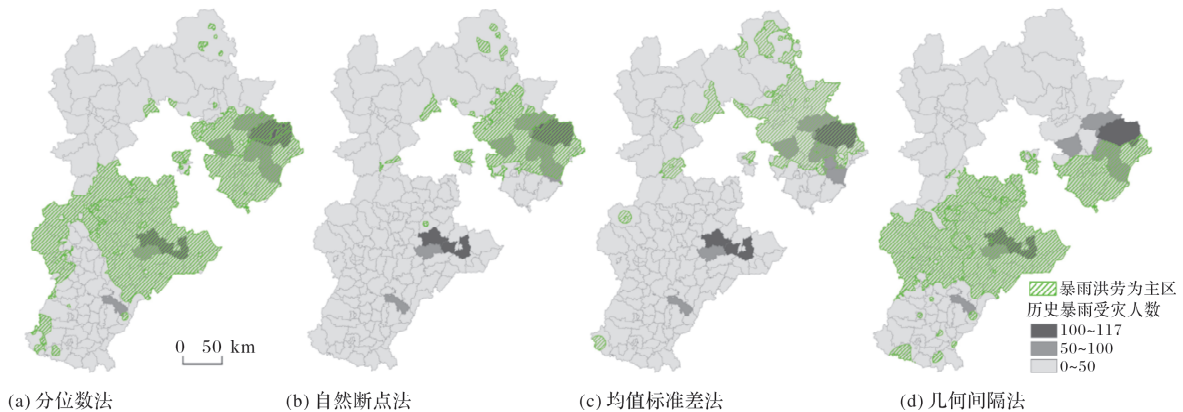 暴雨洪劳为主区
历史暴雨受灾人数
100~117
50~100
0~50
0 50 km
(a) 分位数法
(b) 自然断点法
(c) 均值标准差法
(d) 几何间隔法